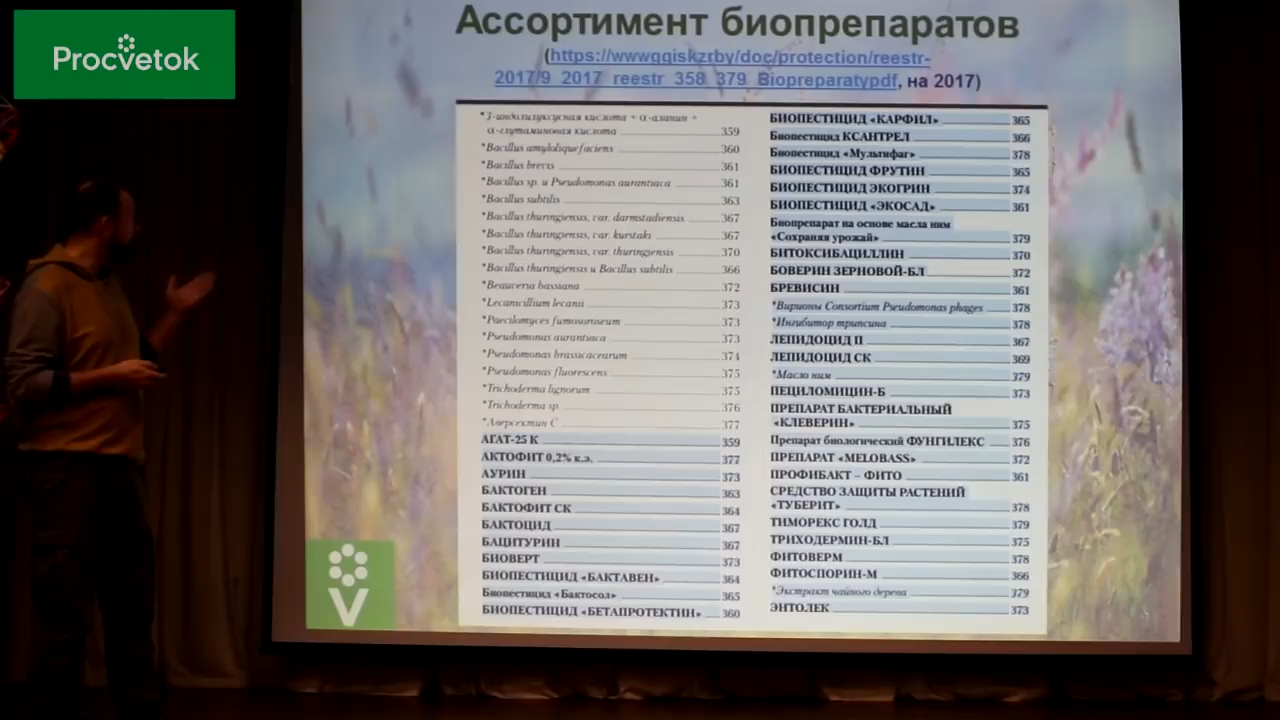 Procvetok
Ассортимент биопрепаратов
(https://wwwggiskzrby/doc/protection/reestr-
2017/9_2017_reestr_358_379_Biopreparatypdf, на 2017)
кислота + α-аланин +
α-глутаминовая кислота 359
*Bacillus amyloliquefaciens 360
*Bacillus brevis 361
*Bacillus sp. и Pseudomonas aurantiaca 361
*Bacillus subtilis 363
*Bacillus thuringiensis, var. darmstadiensis 367
*Bacillus thuringiensis, var. kurstaki 367
*Bacillus thuringiensis, var. thuringiensis 370
*Bacillus thuringiensis и Bacillus subtilis 366
*Beauveria bassiana 372
*Lecanicillium lecanii 373
*Paecilomyces fumosoroseum 373
*Pseudomonas aurantiaca 373
*Pseudomonas brassicacearum 374
*Pseudomonas fluorescens 375
*Trichoderma lignorum 375
*Trichoderma sp. 376
*Аверсектин С 377
АГАТ-25 К 359
АКТОФИТ 0,2% к.э. 377
АУРИН 373
БАКТОГЕН 363
БАКТОФИТ СК 364
БАКТОЦИД 367
БАЦИТУРИН 367
БИОВЕРТ 373
БИОПЕСТИЦИД «БАКТАВЕН» 364
Биопестицид «Бактосол» 365
БИОПЕСТИЦИД «БЕТАПРОТЕКТИН» 360
БИОПЕСТИЦИД «КАРФИЛ» 365
Биопестицид КСАНТРЕЛ 366
Биопестицид «Мультифаг» 378
БИОПЕСТИЦИД ФРУТИН 365
БИОПЕСТИЦИД ЭКОГРИН 374
БИОПЕСТИЦИД «ЭКОСАД» 361
Биопрепарат на основе масла ним
«Сохраняя урожай» 379
БИТОКСИБАЦИЛЛИН 370
БОВЕРИН ЗЕРНОВОЙ-БЛ 372
БРЕВИСИН 361
*Вирионы Consortium Pseudomonas phages 378
*Ингибитор трипсина 378
ЛЕПИДОЦИД П 367
ЛЕПИДОЦИД СК 369
*Масло ним 379
ПЕЦИЛОМИЦИН-Б 373
ПРЕПАРАТ БАКТЕРИАЛЬНЫЙ
«КЛЕВЕРИН» 375
Препарат биологический ФУНГИЛЕКС 376
ПРЕПАРАТ «MELOBASS» 372
ПРОФИБАКТ – ФИТО 361
СРЕДСТВО ЗАЩИТЫ РАСТЕНИЙ
«ТУБЕРИТ» 378
ТИМОРЕКС ГОЛД 379
ТРИХОДЕРМИН-БЛ 375
ФИТОВЕРМ 378
ФИТОСПОРИН-М 366
*Экстракт чайного дерева 379
ЭНТОЛЕК 373